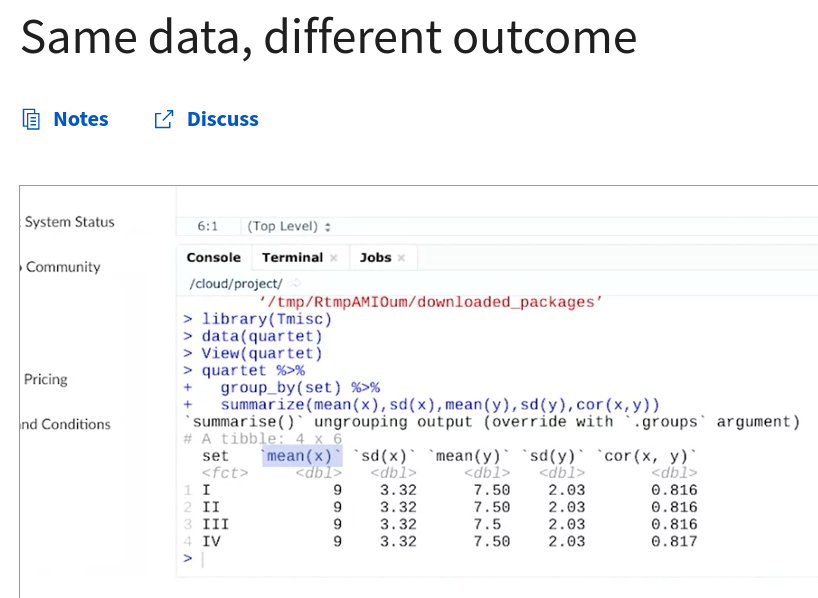 Same data, different outcome
Notes
Discuss
System Status
Community
Pricing
nd Conditions
6:1 (Top Level)
Console Terminal Jobs
/cloud/project/
'/tmp/RtmpAMIOum/downloaded_packages'
> library(Tmisc)
> data(quartet)
> View(quartet)
> quartet %>%
+   group_by(set) %>%
+   summarize(mean(x),sd(x),mean(y),sd(y),cor(x,y))
`summarise()` ungrouping output (override with `.groups` argument)
# A tibble: 4 x 6
  set   `mean(x)` `sd(x)` `mean(y)` `sd(y)` `cor(x, y)`
  <fct>     <dbl>   <dbl>     <dbl>   <dbl>       <dbl>
1 I             9    3.32      7.50    2.03       0.816
2 II            9    3.32      7.50    2.03       0.816
3 III           9    3.32      7.5     2.03       0.816
4 IV            9    3.32      7.50    2.03       0.817
>